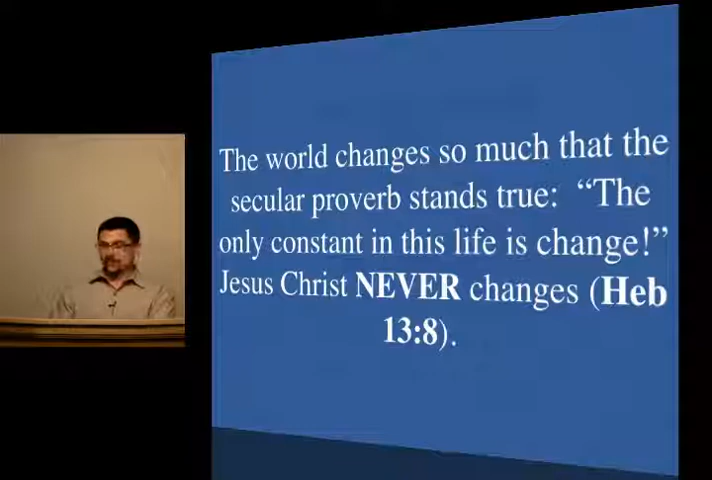 The world changes so much that the
secular proverb stands true:  “The
only constant in this life is change!”
Jesus Christ NEVER changes (Heb
13:8).